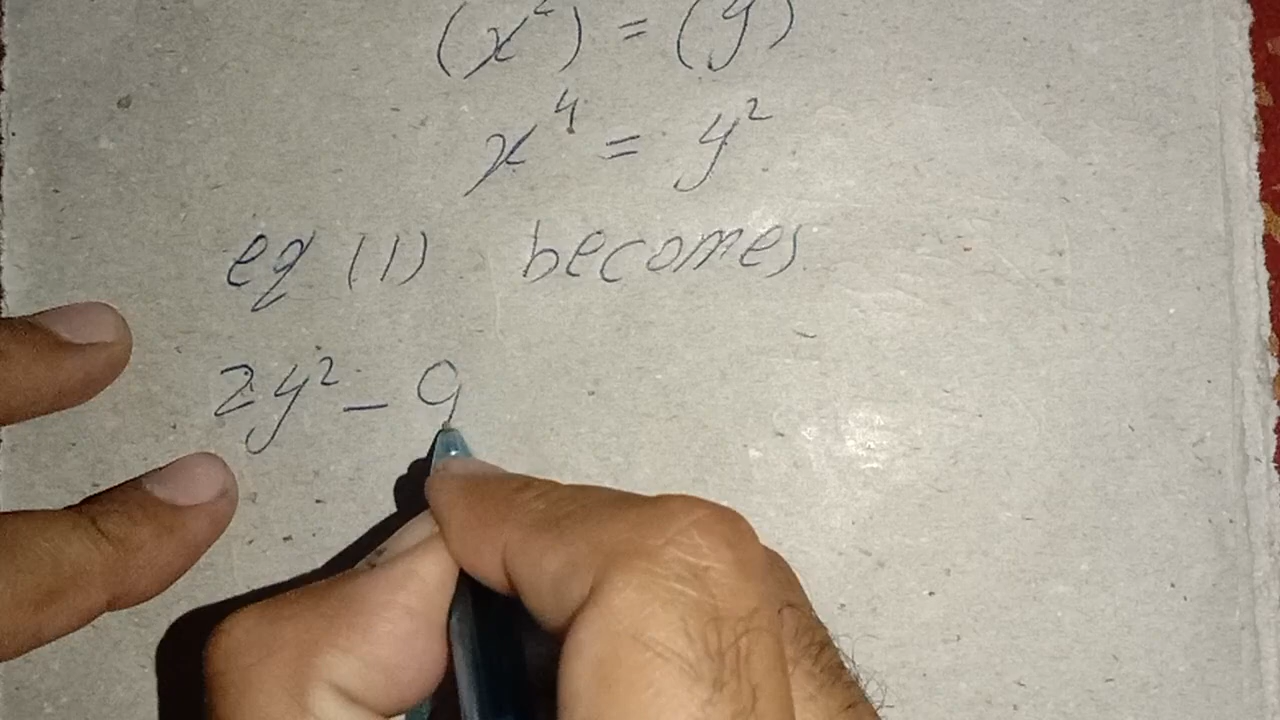 (x²) = (y)
x⁴ = y²
eq (1) becomes
2y² - 9